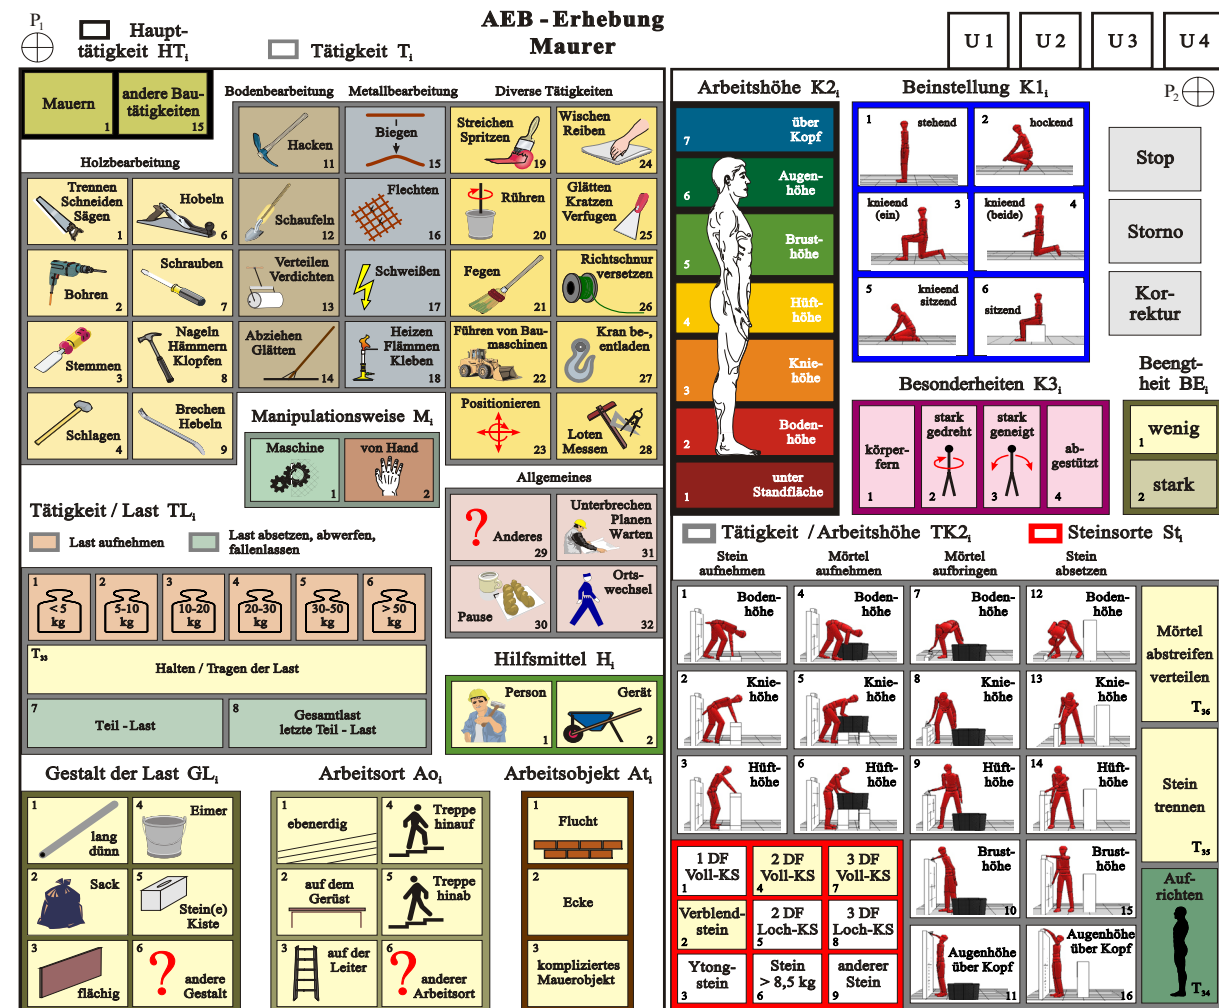 AEB - Erhebung
Maurer
P1
Haupt-
tätigkeit HTi
Tätigkeit Ti
U 1
U 2
U 3
U 4
P2
Mauern
1
andere Bau-
tätigkeiten
15
Bodenbearbeitung
Metallbearbeitung
Diverse Tätigkeiten
Hacken
11
Biegen
15
Streichen
Spritzen
19
Wischen
Reiben
24
Holzbearbeitung
Trennen
Schneiden
Sägen
1
Hobeln
6
Schaufeln
12
Flechten
16
Rühren
20
Glätten
Kratzen
Verfugen
25
Bohren
2
Schrauben
7
Verteilen
Verdichten
13
Schweißen
17
Fegen
21
Richtschnur
versetzen
26
Stemmen
3
Nageln
Hämmern
Klopfen
8
Abziehen
Glätten
14
Heizen
Flämmen
Kleben
18
Führen von Bau-
maschinen
22
Kran be-,
entladen
27
Schlagen
4
Brechen
Hebeln
9
Positionieren
23
Loten
Messen
28
Manipulationsweise Mi
Maschine
1
von Hand
2
Allgemeines
?
Anderes
29
Unterbrechen
Planen
Warten
31
Pause
30
Orts-
wechsel
32
Tätigkeit / Last TLi
Last aufnehmen
Last absetzen, abwerfen,
fallenlassen
1
< 5
kg
2
5-10
kg
3
10-20
kg
4
20-30
kg
5
30-50
kg
6
> 50
kg
T33
Halten / Tragen der Last
7
Teil - Last
8
Gesamtlast
letzte Teil - Last
Hilfsmittel Hi
Person
1
Gerät
2
Gestalt der Last GLi
1
lang
dünn
4
Eimer
2
Sack
5
Stein(e)
Kiste
3
flächig
6
?
andere
Gestalt
Arbeitsort Aoi
1
ebenerdig
4
Treppe
hinauf
2
auf dem
Gerüst
5
Treppe
hinab
3
auf der
Leiter
6
?
anderer
Arbeitsort
Arbeitsobjekt Ati
1
Flucht
2
Ecke
3
kompliziertes
Mauerobjekt
Arbeitshöhe K2i
7
über
Kopf
6
Augen-
höhe
5
Brust-
höhe
4
Hüft-
höhe
3
Knie-
höhe
2
Boden-
höhe
1
unter
Standfläche
Beinstellung K1i
1
stehend
2
hockend
knieend
(ein)
3
knieend
(beide)
4
5
knieend
sitzend
6
sitzend
Stop
Storno
Kor-
rektur
Besonderheiten K3i
körper-
fern
1
stark
gedreht
2
stark
geneigt
3
ab-
gestützt
4
Beengt-
heit BEi
wenig
1
stark
2
Tätigkeit / Arbeitshöhe TK2i
Steinsorte Sti
Stein
aufnehmen
Mörtel
aufnehmen
Mörtel
aufbringen
Stein
absetzen
1
Boden-
höhe
4
Boden-
höhe
7
Boden-
höhe
12
Boden-
höhe
2
Knie-
höhe
5
Knie-
höhe
8
Knie-
höhe
13
Knie-
höhe
3
Hüft-
höhe
6
Hüft-
höhe
9
Hüft-
höhe
14
Hüft-
höhe
Brust-
höhe
10
Brust-
höhe
15
Augenhöhe
über Kopf
11
Augenhöhe
über Kopf
16
Mörtel
abstreifen
verteilen
T36
Stein
trennen
T35
Auf-
richten
T34
1 DF
Voll-KS
1
2 DF
Voll-KS
4
3 DF
Voll-KS
7
Verblend-
stein
2
2 DF
Loch-KS
5
3 DF
Loch-KS
8
Ytong-
stein
3
Stein
> 8,5 kg
6
anderer
Stein
9